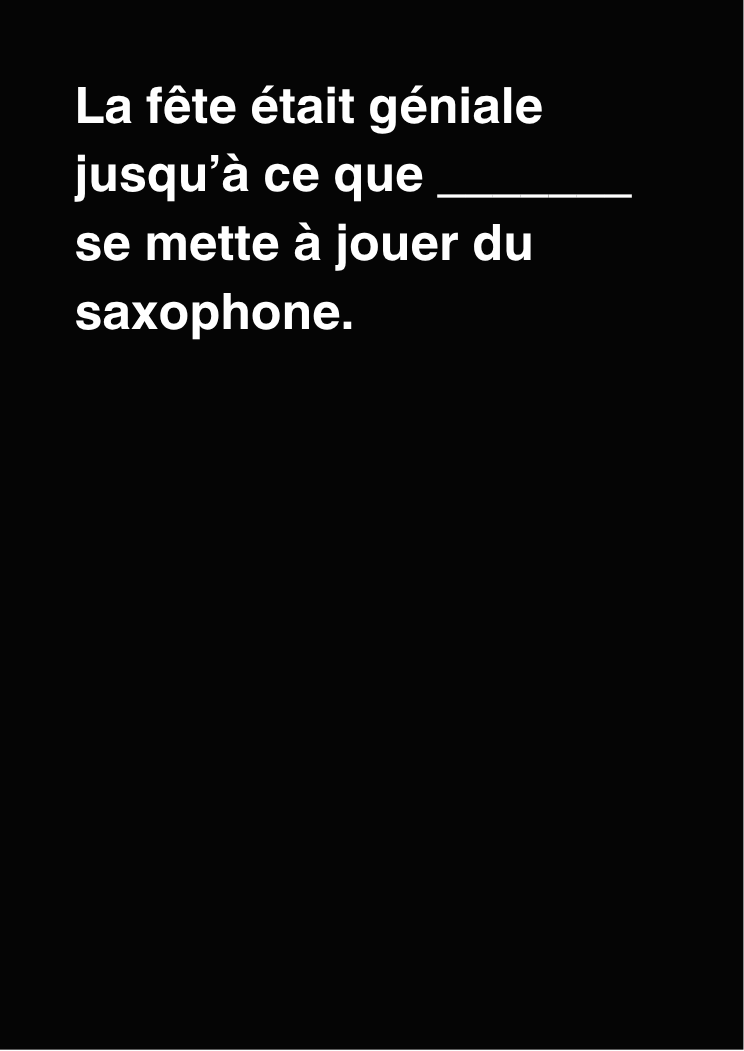 La fête était géniale
jusqu’à ce que _______
se mette à jouer du
saxophone.